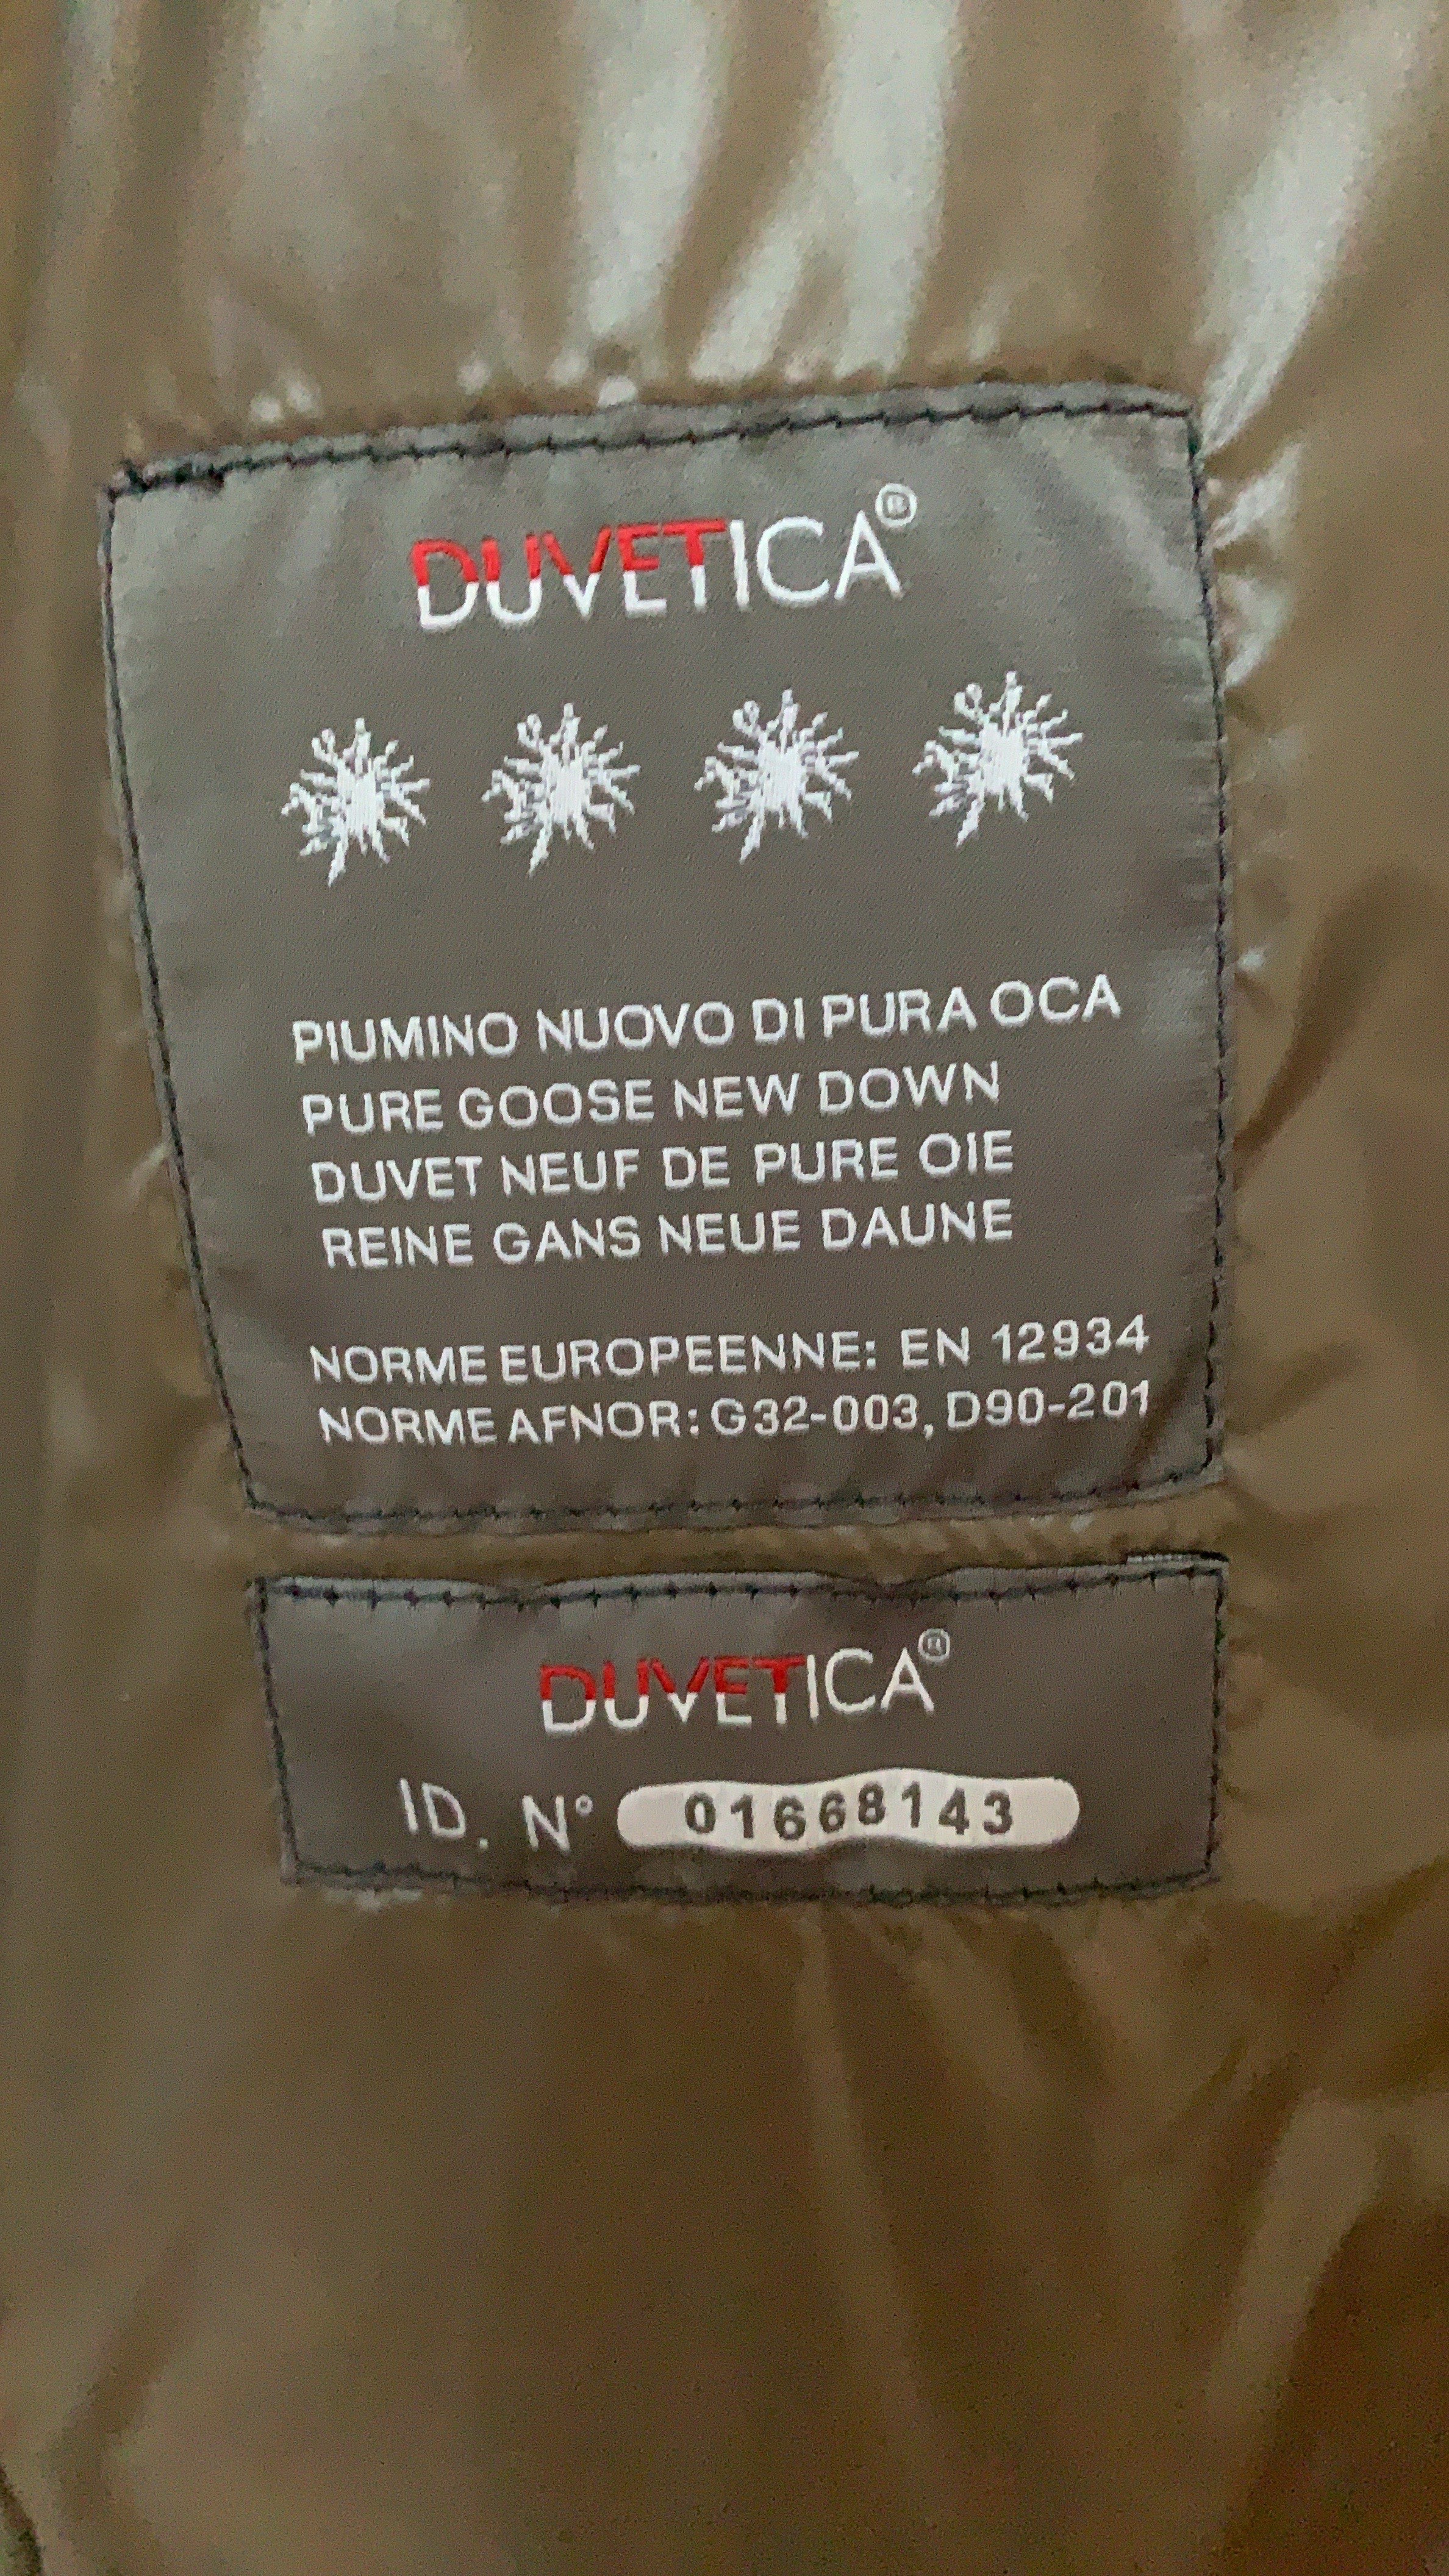 DUVETICA®
PIUMINO NUOVO DI PURA OCA
PURE GOOSE NEW DOWN
DUVET NEUF DE PURE OIE
REINE GANS NEUE DAUNE
NORME EUROPEENNE: EN 12934
NORME AFNOR: G32-003, D90-201
DUVETICA®
ID. N° 01668143